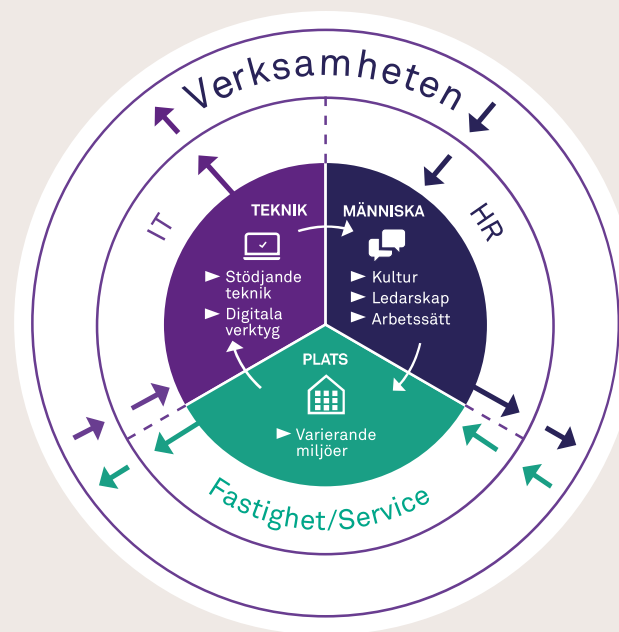 Verksamheten
IT
HR
TEKNIK
► Stödjande
teknik
► Digitala
verktyg
MÄNNISKA
► Kultur
► Ledarskap
► Arbetssätt
PLATS
► Varierande
miljöer
Fastighet/Service